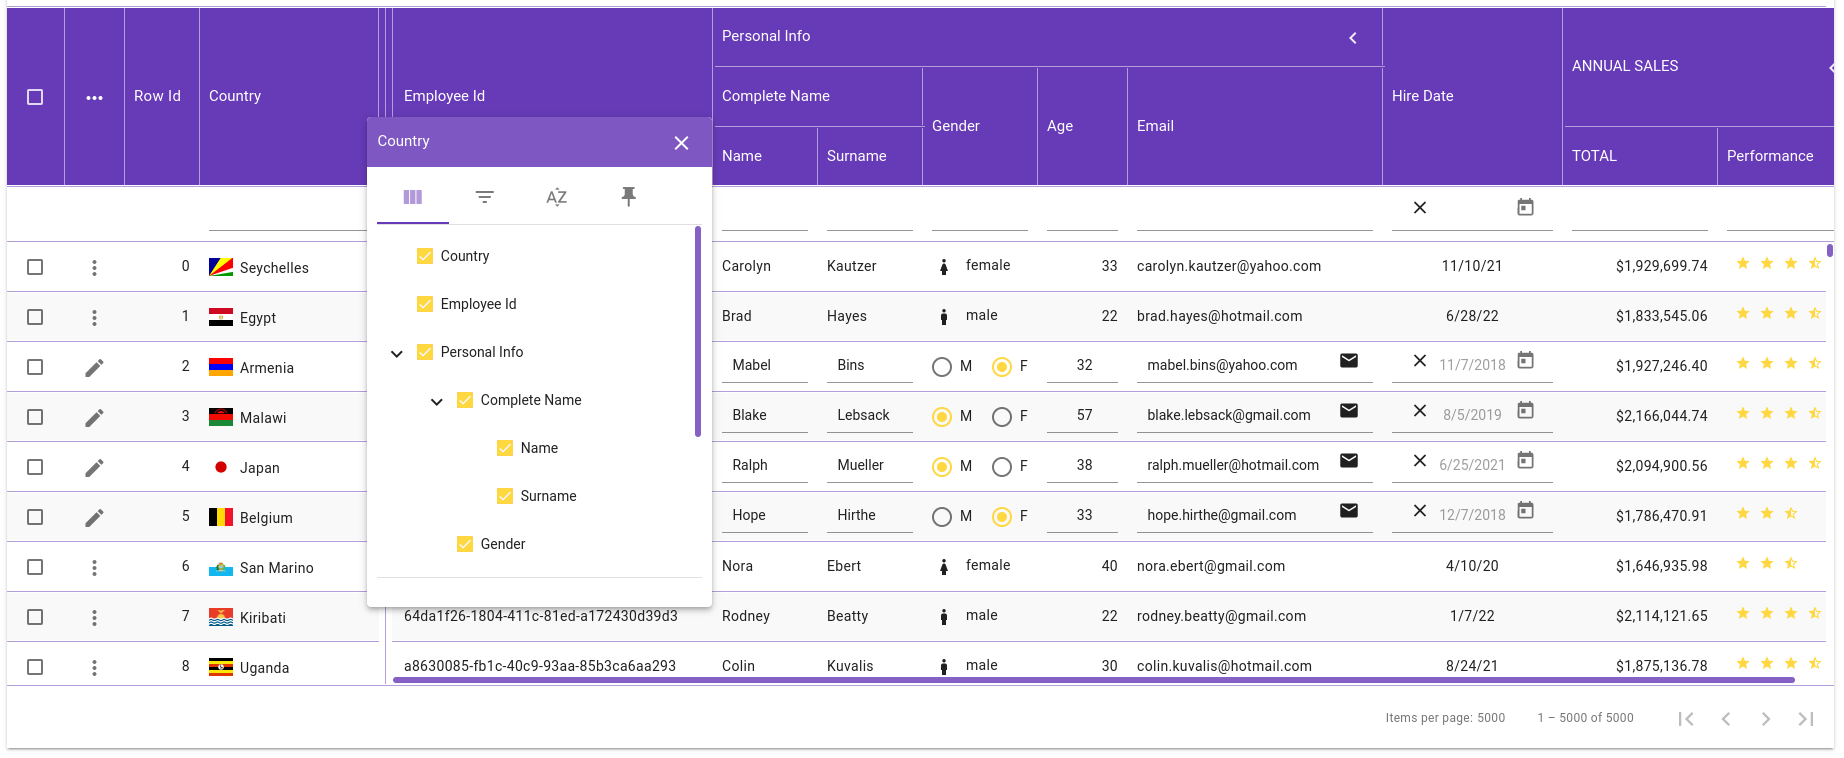 Personal Info
ANNUAL SALES
Row Id Country Employee Id Complete Name Hire Date
Gender Age Email
Name Surname TOTAL Performance
Country
AZ
Country
Employee Id
Personal Info
Complete Name
Name
Surname
Gender
0 Seychelles Carolyn Kautzer female 33 carolyn.kautzer@yahoo.com 11/10/21 $1,929,699.74
1 Egypt Brad Hayes male 22 brad.hayes@hotmail.com 6/28/22 $1,833,545.06
2 Armenia Mabel Bins M F 32 mabel.bins@yahoo.com 11/7/2018 $1,927,246.40
3 Malawi Blake Lebsack M F 57 blake.lebsack@gmail.com 8/5/2019 $2,166,044.74
4 Japan Ralph Mueller M F 38 ralph.mueller@hotmail.com 6/25/2021 $2,094,900.56
5 Belgium Hope Hirthe M F 33 hope.hirthe@gmail.com 12/7/2018 $1,786,470.91
6 San Marino Nora Ebert female 40 nora.ebert@gmail.com 4/10/20 $1,646,935.98
7 Kiribati 64da1f26-1804-411c-81ed-a172430d39d3 Rodney Beatty male 22 rodney.beatty@gmail.com 1/7/22 $2,114,121.65
8 Uganda a8630085-fb1c-40c9-93aa-85b3ca6aa293 Colin Kuvalis male 30 colin.kuvalis@hotmail.com 8/24/21 $1,875,136.78
Items per page: 5000 1 – 5000 of 5000